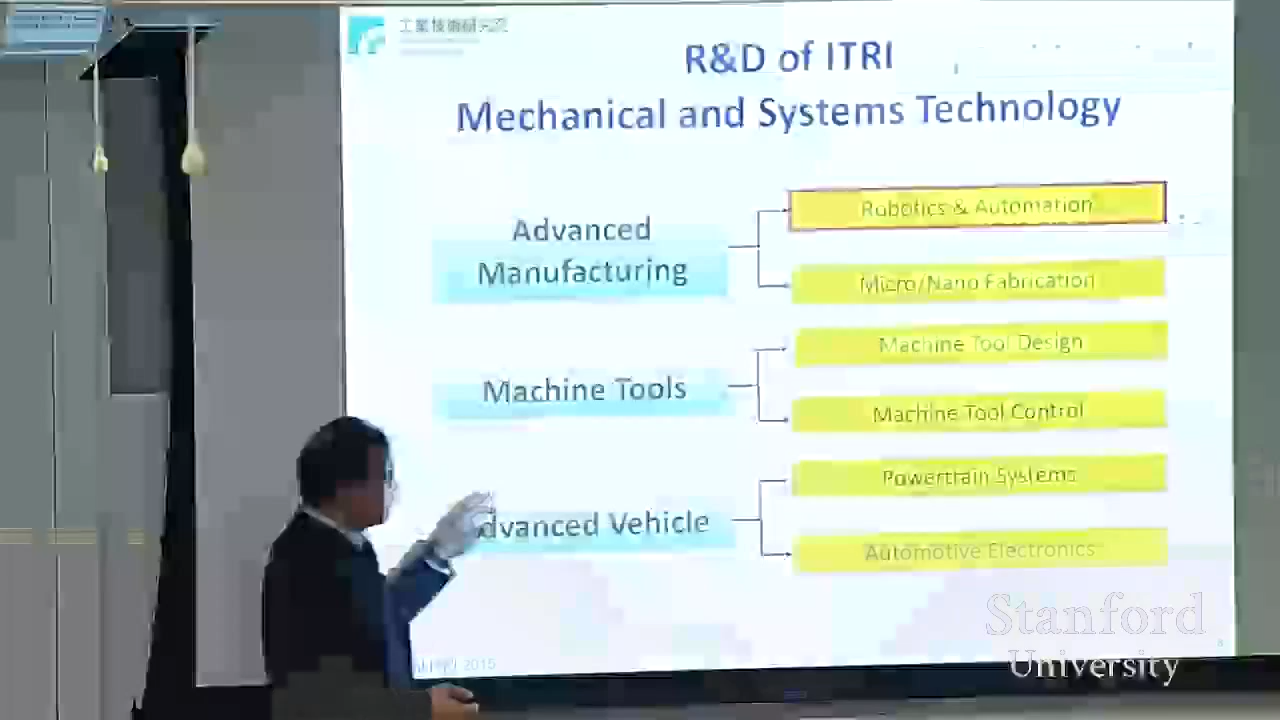 工業技術研究院
R&D of ITRI
Mechanical and Systems Technology
Advanced
Manufacturing
Robotics & Automation
Micro/Nano Fabrication
Machine Tools
Machine Tool Design
Machine Tool Control
dvanced Vehicle
Powertrain Systems
Automotive Electronics
2015
8
Stanford
University